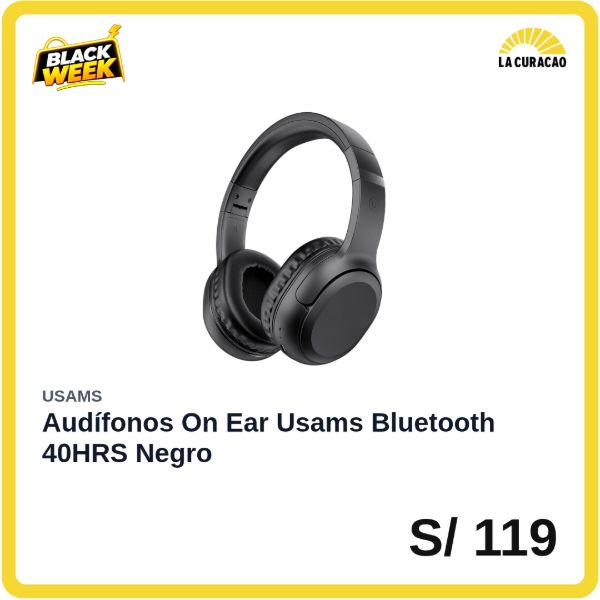 BLACK
WEEK
LA CURACAO
USAMS
Audífonos On Ear Usams Bluetooth
40HRS Negro
S/ 119